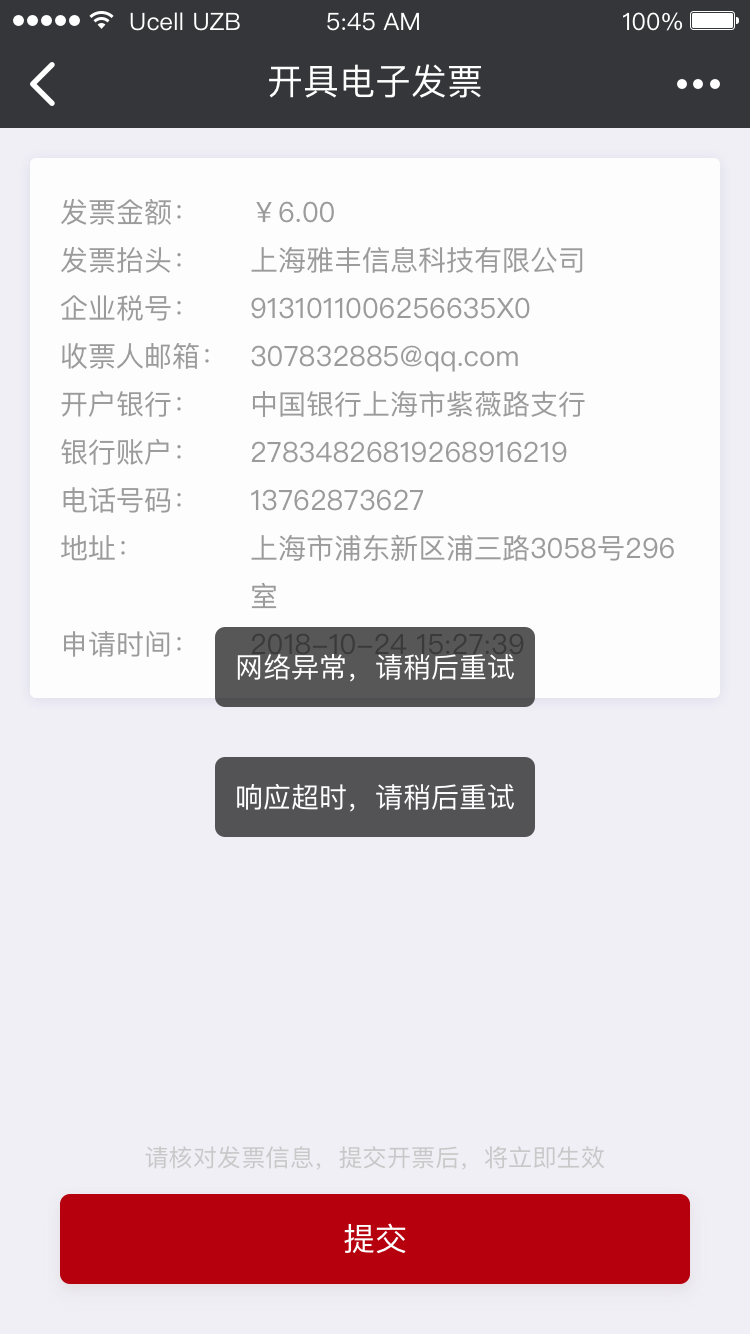 Ucell UZB 5:45 AM 100%
开具电子发票
发票金额： ￥6.00
发票抬头： 上海雅丰信息科技有限公司
企业税号： 9131011006256635X0
收票人邮箱： 307832885@qq.com
开户银行： 中国银行上海市紫薇路支行
银行账户： 27834826819268916219
电话号码： 13762873627
地址： 上海市浦东新区浦三路3058号296
室
申请时间： 2018-10-24 15:27:39
网络异常，请稍后重试
响应超时，请稍后重试
请核对发票信息，提交开票后，将立即生效
提交